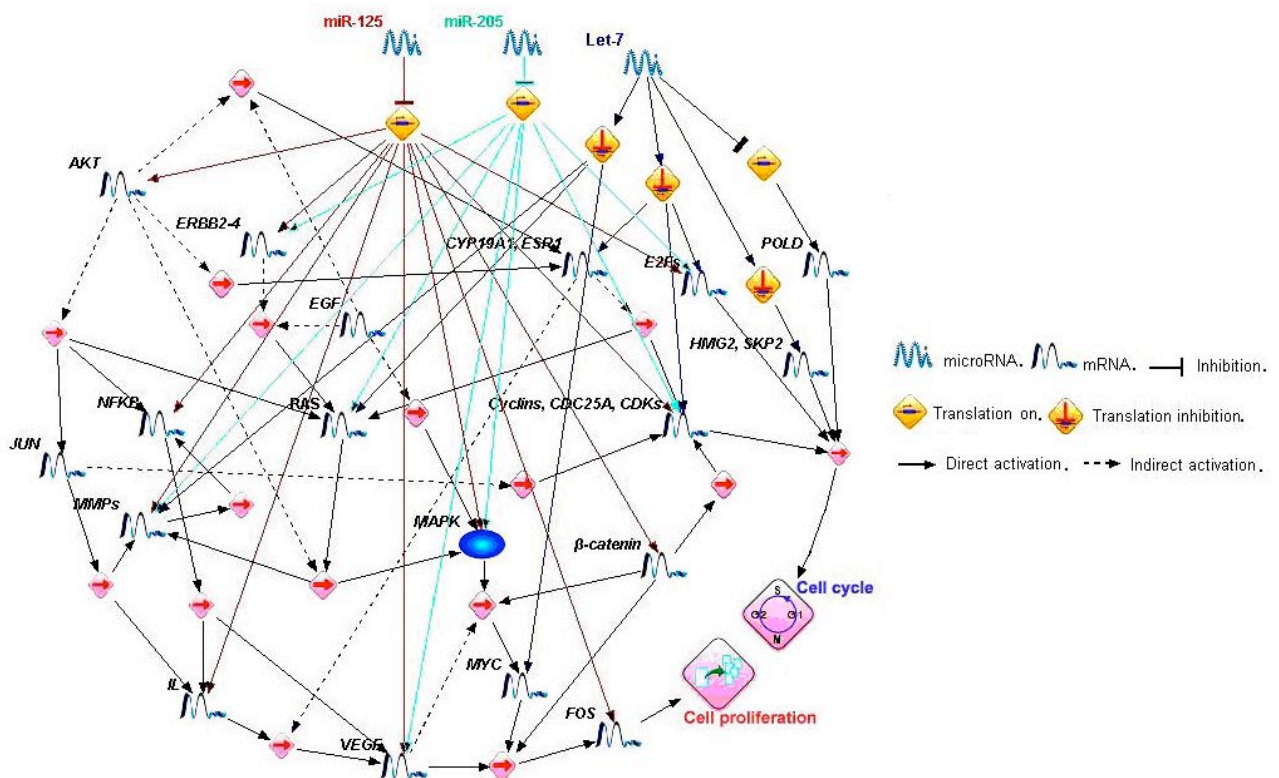 miR-125
miR-205
Let-7
AKT
ERBB2-4
CYP19A1, ESR1
E2Fs
POLD
EGF
HMG2, SKP2
NFKB
RAS
Cyclins, CDC25A, CDKs
JUN
MMPs
MAPK
β-catenin
Cell cycle
S
G2
G1
M
MYC
IL
FOS
Cell proliferation
VEGF
microRNA.
mRNA.
Inhibition.
Translation on.
Translation inhibition.
Direct activation.
Indirect activation.